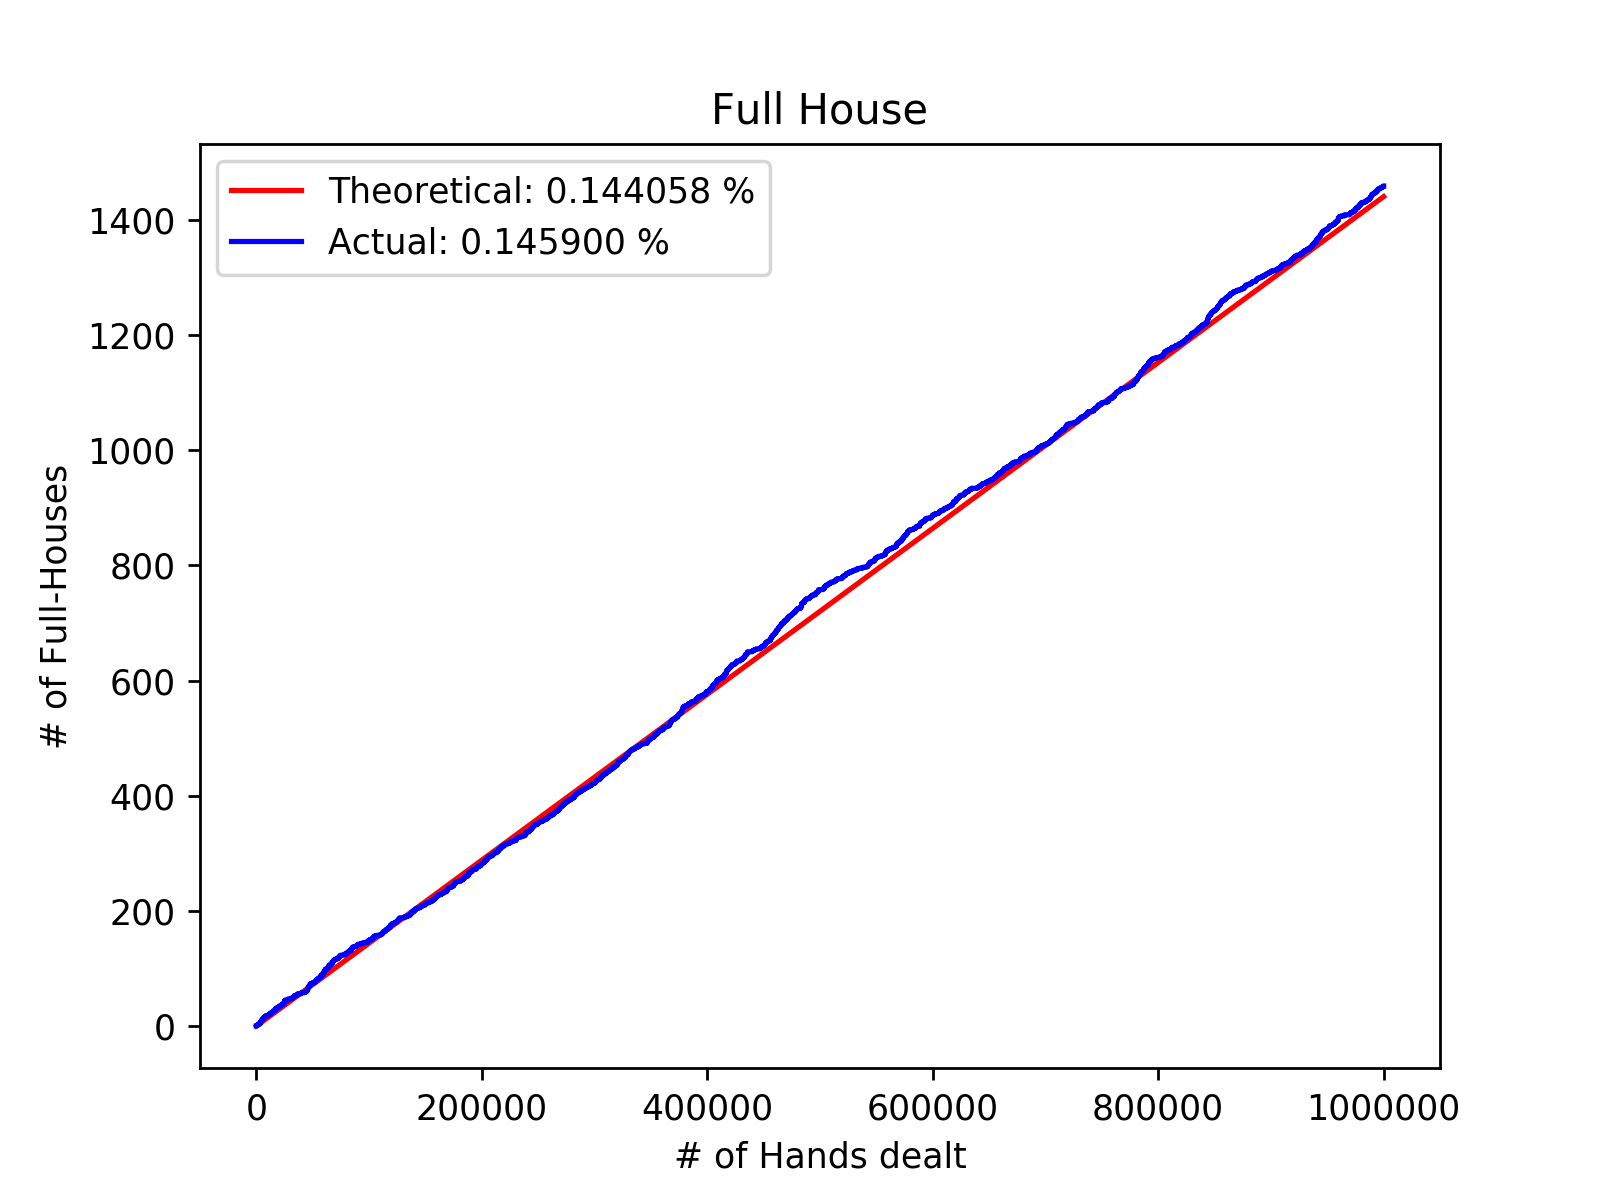 Full House
Theoretical: 0.144058 %
Actual: 0.145900 %
1400
1200
1000
800
600
400
200
0
# of Full-Houses
0 200000 400000 600000 800000 1000000
# of Hands dealt